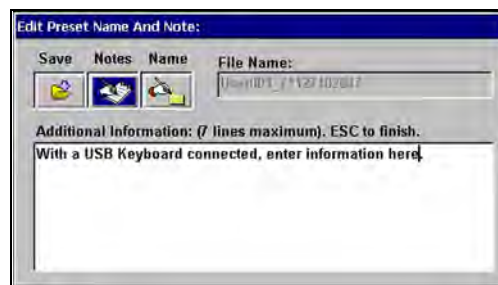 Edit Preset Name And Note:
Save Notes Name
File Name:
Additional Information: (7 lines maximum). ESC to finish.
With a USB Keyboard connected, enter information here.